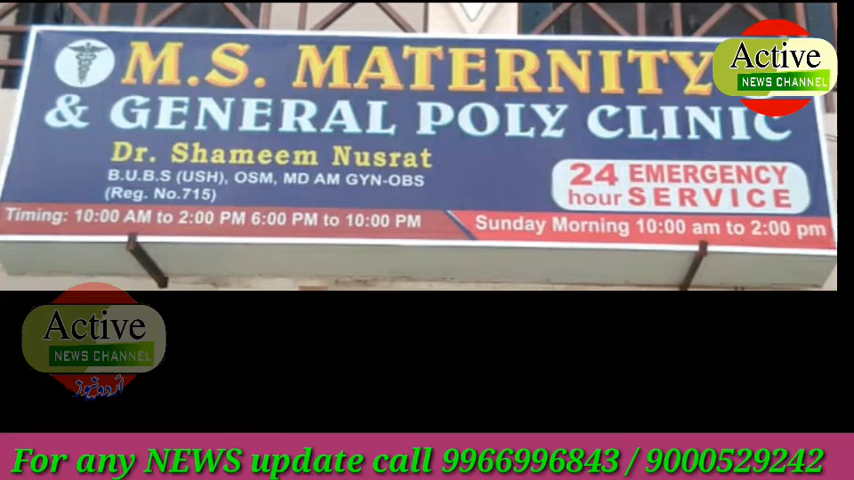 M.S. MATERNITY
& GENERAL POLY CLINIC
Dr. Shameem Nusrat
B.U.B.S (USH), OSM, MD AM GYN-OBS
(Reg. No.715)
24 EMERGENCY
hour SERVICE
Timing: 10:00 AM to 2:00 PM 6:00 PM to 10:00 PM
Sunday Morning 10:00 am to 2:00 pm
Active
NEWS CHANNEL
Active
NEWS CHANNEL
اردو نیوز
For any NEWS update call 9966996843 / 9000529242